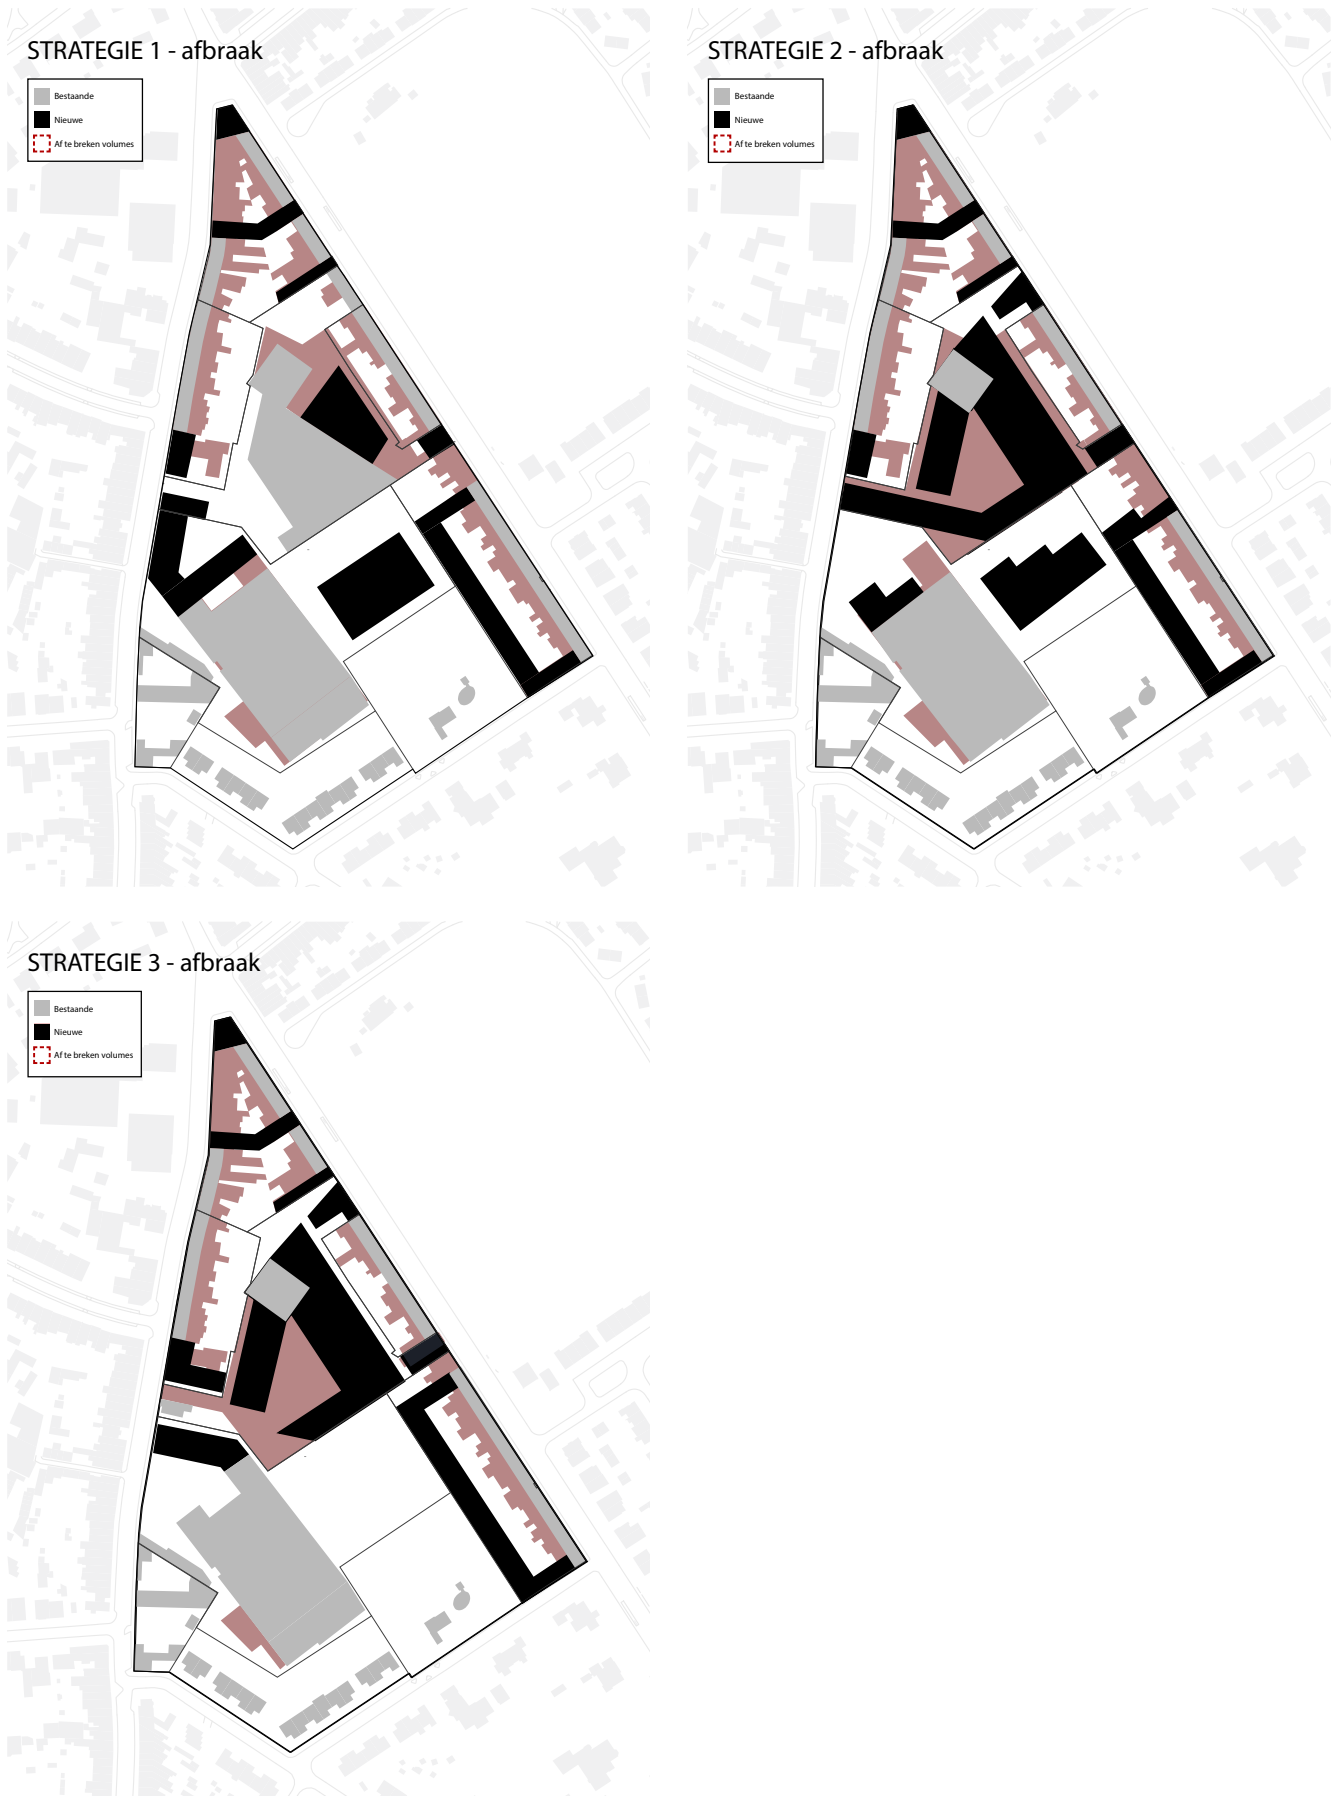 STRATEGIE 1 - afbraak
Bestaande
Nieuwe
Af te breken volumes
STRATEGIE 2 - afbraak
Bestaande
Nieuwe
Af te breken volumes
STRATEGIE 3 - afbraak
Bestaande
Nieuwe
Af te breken volumes